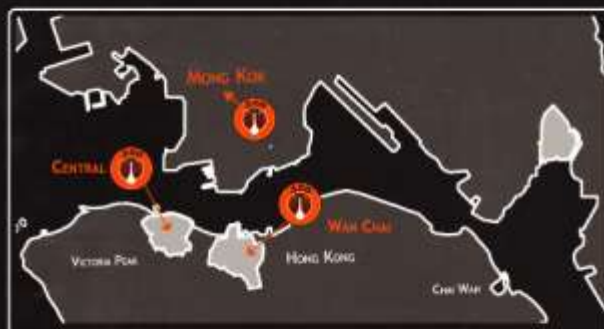 Mong Kok
Central
Wan Chai
Victoria Peak
Hong Kong
Chai Wan